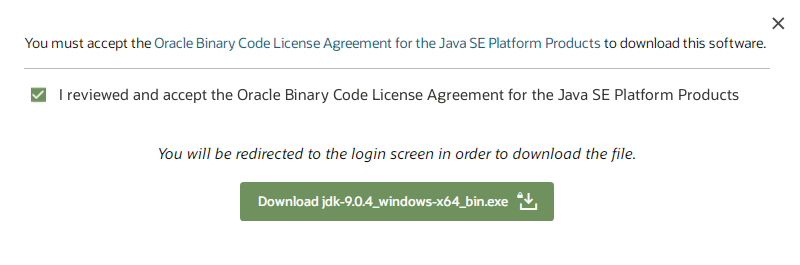 You must accept the Oracle Binary Code License Agreement for the Java SE Platform Products to download this software.
I reviewed and accept the Oracle Binary Code License Agreement for the Java SE Platform Products
You will be redirected to the login screen in order to download the file.
Download jdk-9.0.4_windows-x64_bin.exe